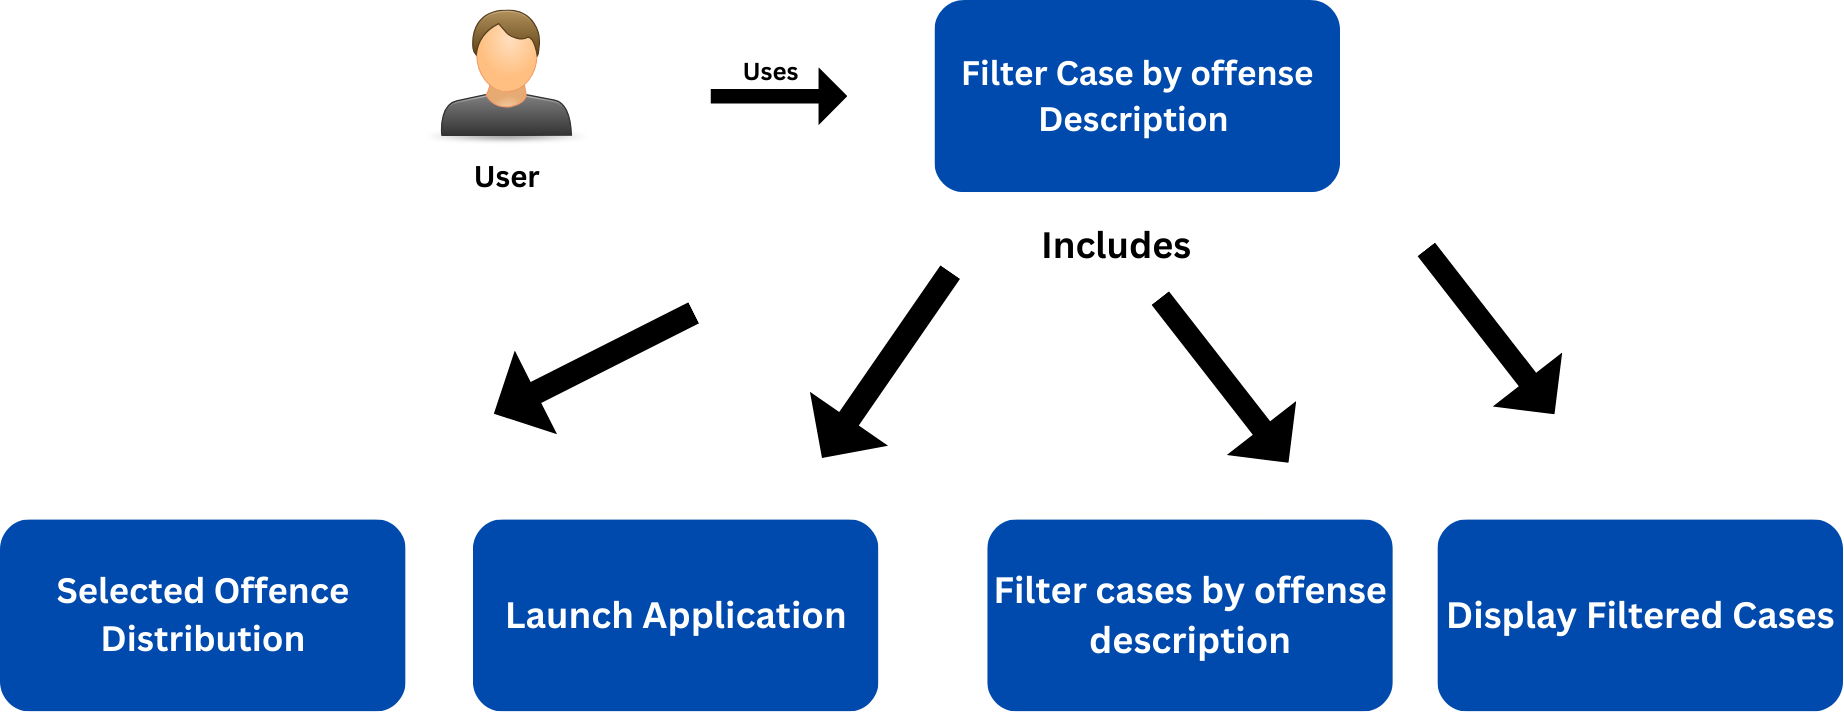 Uses
Filter Case by offense
Description
User
Includes
Selected Offence
Distribution
Launch Application
Filter cases by offense
description
Display Filtered Cases